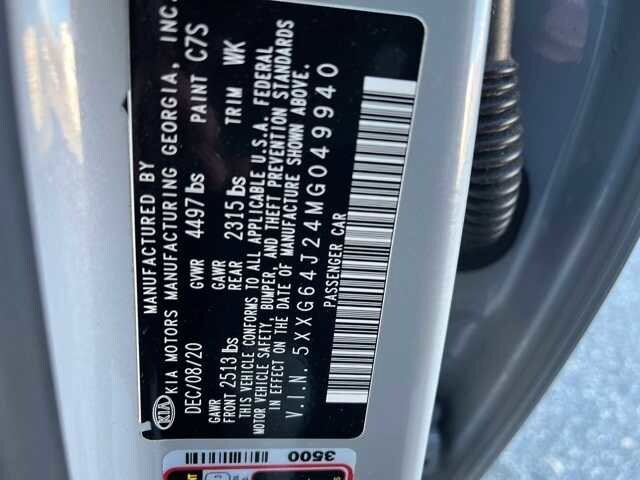 MANUFACTURED BY
KIA KIA MOTORS MANUFACTURING GEORGIA, INC.
DEC/08/20 GVWR 4497 lbs PAINT C7S
GAWR FRONT 2513 lbs GAWR REAR 2315 lbs TRIM WK
THIS VEHICLE CONFORMS TO ALL APPLICABLE U.S.A. FEDERAL
MOTOR VEHICLE SAFETY, BUMPER, AND THEFT PREVENTION STANDARDS
IN EFFECT ON THE DATE OF MANUFACTURE SHOWN ABOVE.
V.I.N. 5XXG64J24MG049940
PASSENGER CAR
3500